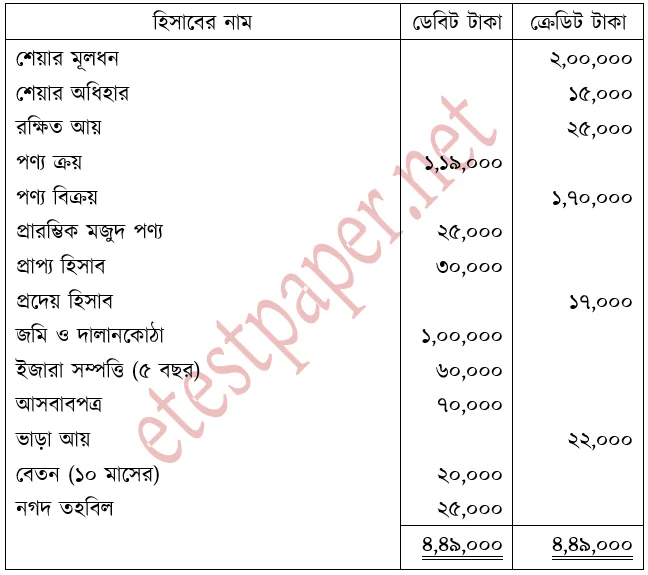 হিসাবের নাম ডেবিট টাকা ক্রেডিট টাকা
শেয়ার মূলধন ২,০০,০০০
শেয়ার অধিহার ১৫,০০০
রক্ষিত আয় ২৫,০০০
পণ্য ক্রয় ১,১৯,০০০
পণ্য বিক্রয় ১,৭০,০০০
প্রারম্ভিক মজুদ পণ্য ২৫,০০০
প্রাপ্য হিসাব ৩০,০০০
প্রদেয় হিসাব ১৭,০০০
জমি ও দালানকোঠা ১,০০,০০০
ইজারা সম্পত্তি (৫ বছর) ৬০,০০০
আসবাবপত্র ৭০,০০০
ভাড়া আয় ২২,০০০
বেতন (১০ মাসের) ২০,০০০
নগদ তহবিল ২৫,০০০
৪,৪৯,০০০ ৪,৪৯,০০০
etestpaper.net